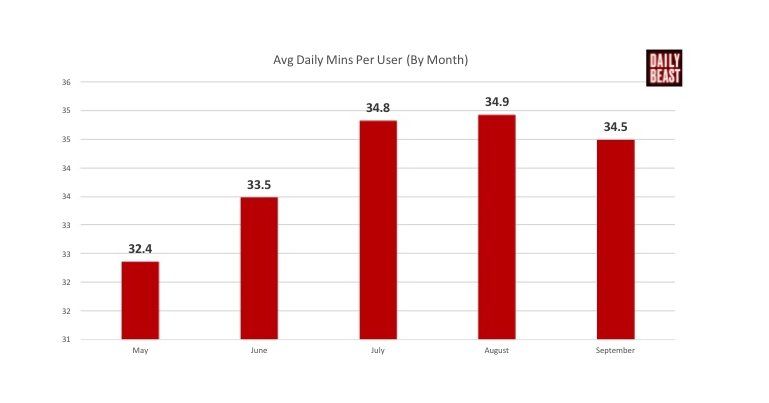 Avg Daily Mins Per User (By Month)
DAILY
BEAST
36
35
35
34
34
33
33
32
32
31
32.4
33.5
34.8
34.9
34.5
May
June
July
August
September